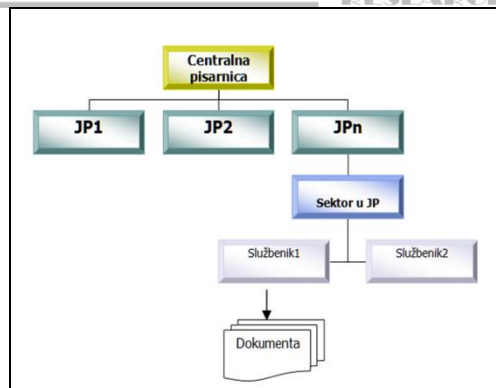 Centralna
pisarnica
JP1
JP2
JPn
Sektor u JP
Službenik1
Službenik2
Dokumenta